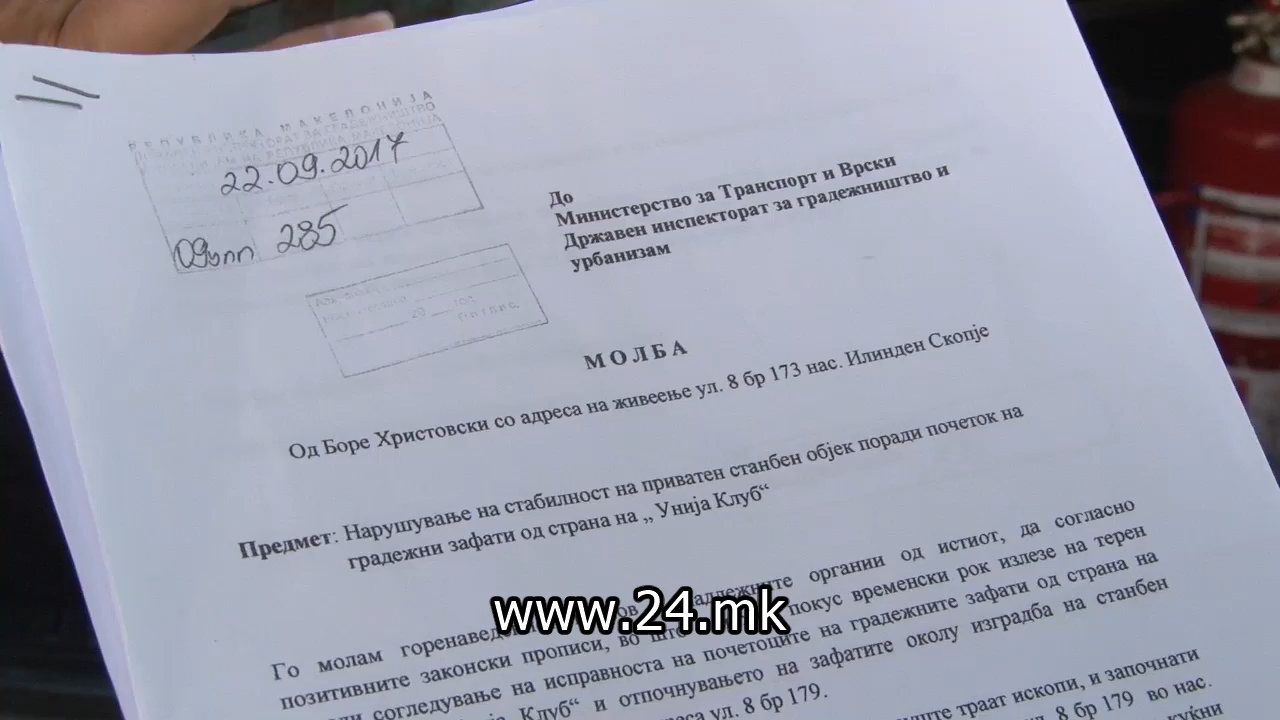 РЕПУБЛИКА МАКЕДОНИЈА
22.09.2017
285
До
Министерство за Транспорт и Врски
Државен инспекторат за градежништво и
урбанизам
МОЛБА
Од Боре Христовски со адреса на живеење ул. 8 бр 173 нас. Илинден Скопје
Предмет: Нарушување на стабилност на приватен станбен објек поради почеток на
градежни зафати од страна на „ Унија Клуб“
Го молам органии од истиот, да согласно
позитивните законски прописи, во покус временски рок излезе на терен
согледување на исправноста на почетоците на градежните зафати од страна на
Клуб“ и отпочнувањето на зафатите околу изградба на станбен
ул. 8 бр 179.
траат ископи, и започнати
8 бр 179 во нас.
www.24.mk